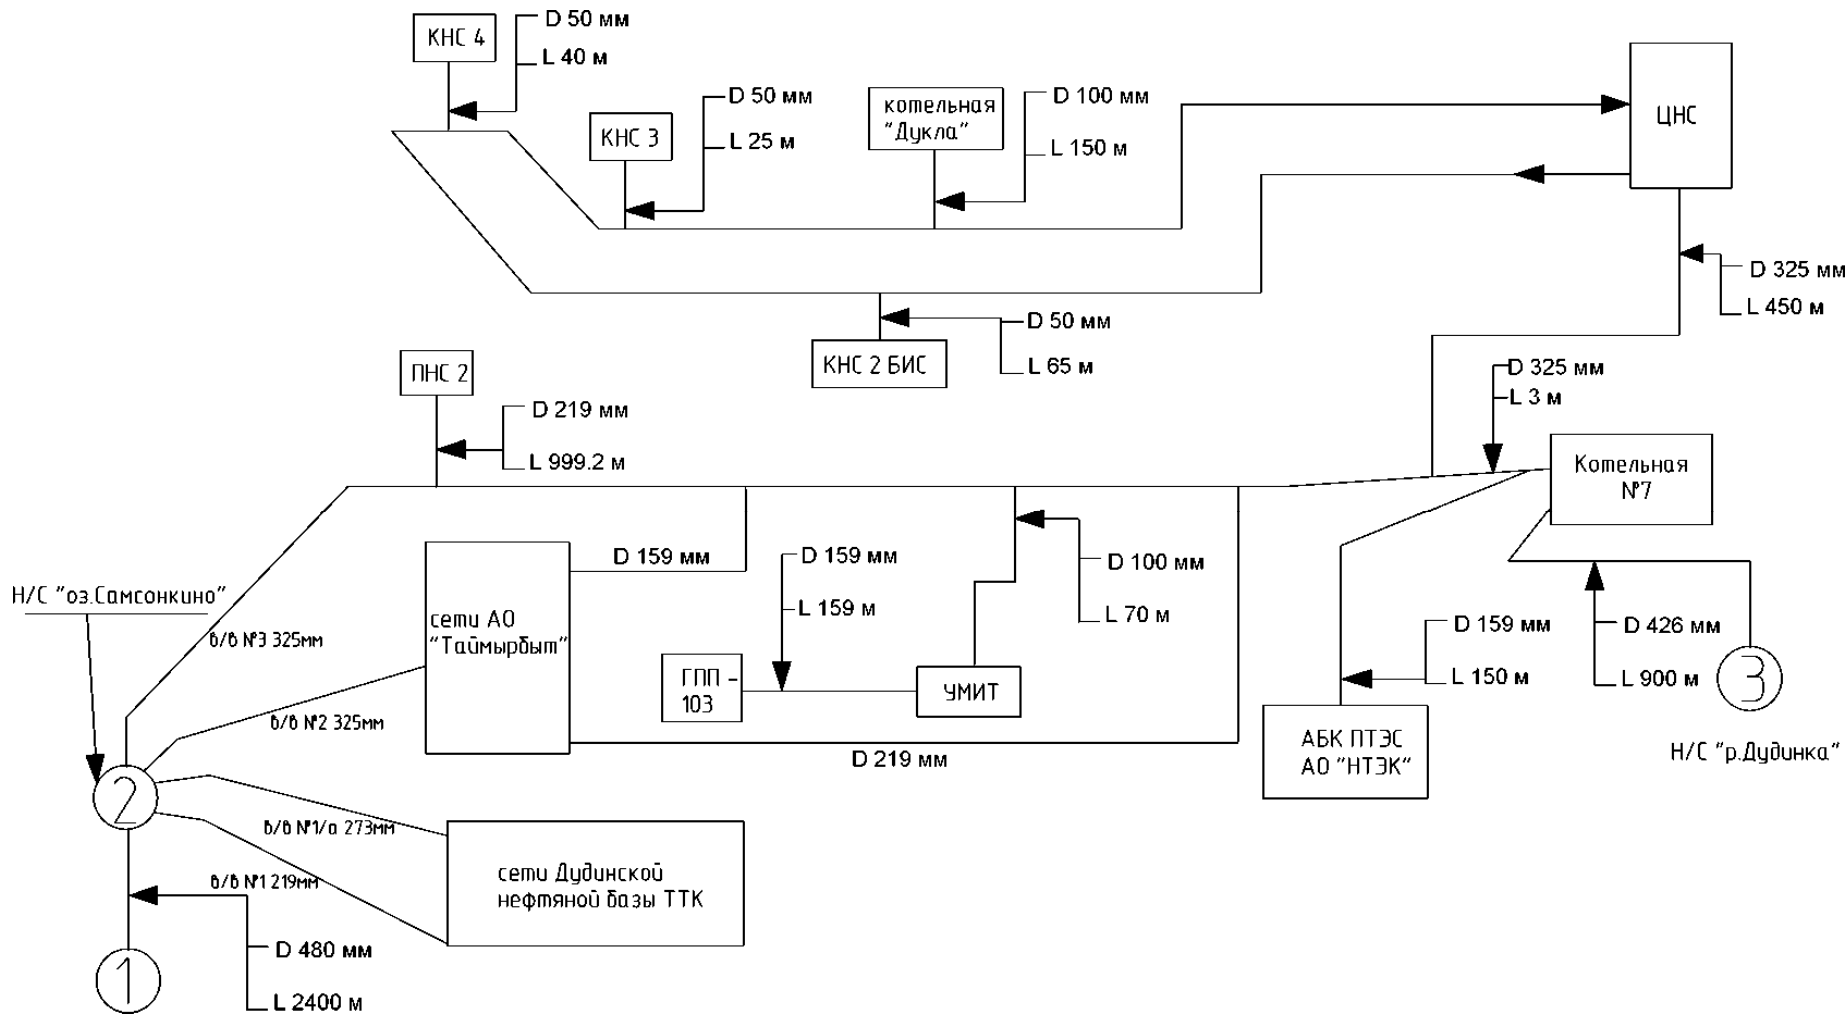 КНС 4
D 50 мм
L 40 м
КНС 3
D 50 мм
L 25 м
котельная
"Дукла"
D 100 мм
L 150 м
ЦНС
D 325 мм
L 450 м
D 50 мм
L 65 м
КНС 2 БИС
ПНС 2
D 219 мм
L 999.2 м
D 325 мм
L 3 м
Котельная
№7
Н/С "оз.Самсонкино"
в/в №3 325мм
сети АО
"Таймырбыт"
D 159 мм
D 159 мм
L 159 м
D 100 мм
L 70 м
ГПП -
103
УМИТ
D 159 мм
L 150 м
D 426 мм
L 900 м
3
Н/С "р.Дудинка"
в/в №2 325мм
D 219 мм
АБК ПТЭС
АО "НТЭК"
2
в/в №1/а 273мм
в/в №1 219мм
сети Дудинской
нефтяной базы ТТК
D 480 мм
L 2400 м
1